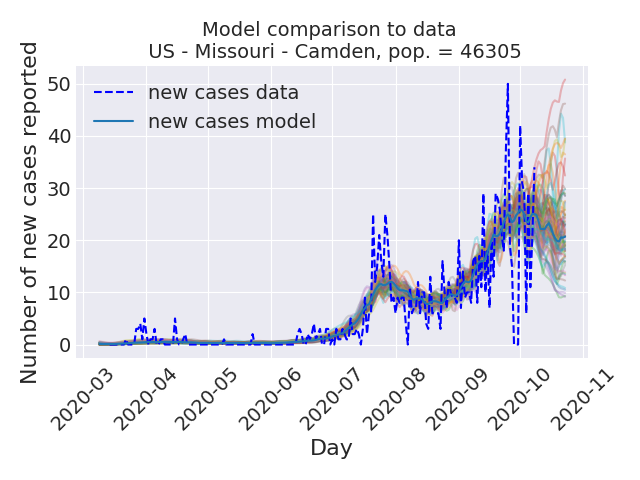 Model comparison to data
US - Missouri - Camden, pop. = 46305
Number of new cases reported
50
40
30
20
10
0
new cases data
new cases model
2020-03
2020-04
2020-05
2020-06
2020-07
2020-08
2020-09
2020-10
2020-11
Day